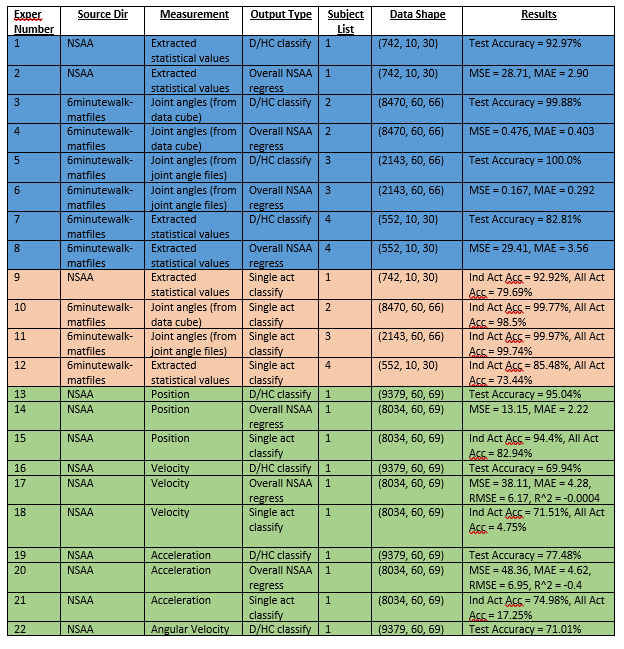 Exper Number | Source Dir | Measurement | Output Type | Subject List | Data Shape | Results
1 | NSAA | Extracted statistical values | D/HC classify | 1 | (742, 10, 30) | Test Accuracy = 92.97%
2 | NSAA | Extracted statistical values | Overall NSAA regress | 1 | (742, 10, 30) | MSE = 28.71, MAE = 2.90
3 | 6minutewalk-matfiles | Joint angles (from data cube) | D/HC classify | 2 | (8470, 60, 66) | Test Accuracy = 99.88%
4 | 6minutewalk-matfiles | Joint angles (from data cube) | Overall NSAA regress | 2 | (8470, 60, 66) | MSE = 0.476, MAE = 0.403
5 | 6minutewalk-matfiles | Joint angles (from joint angle files) | D/HC classify | 3 | (2143, 60, 66) | Test Accuracy = 100.0%
6 | 6minutewalk-matfiles | Joint angles (from joint angle files) | Overall NSAA regress | 3 | (2143, 60, 66) | MSE = 0.167, MAE = 0.292
7 | 6minutewalk-matfiles | Extracted statistical values | D/HC classify | 4 | (552, 10, 30) | Test Accuracy = 82.81%
8 | 6minutewalk-matfiles | Extracted statistical values | Overall NSAA regress | 4 | (552, 10, 30) | MSE = 29.41, MAE = 3.56
9 | NSAA | Extracted statistical values | Single act classify | 1 | (742, 10, 30) | Ind Act Acc = 92.92%, All Act Acc = 79.69%
10 | 6minutewalk-matfiles | Joint angles (from data cube) | Single act classify | 2 | (8470, 60, 66) | Ind Act Acc = 99.77%, All Act Acc = 98.5%
11 | 6minutewalk-matfiles | Joint angles (from joint angle files) | Single act classify | 3 | (2143, 60, 66) | Ind Act Acc = 99.97%, All Act Acc = 99.74%
12 | 6minutewalk-matfiles | Extracted statistical values | Single act classify | 4 | (552, 10, 30) | Ind Act Acc = 85.48%, All Act Acc = 73.44%
13 | NSAA | Position | D/HC classify | 1 | (9379, 60, 69) | Test Accuracy = 95.04%
14 | NSAA | Position | Overall NSAA regress | 1 | (8034, 60, 69) | MSE = 13.15, MAE = 2.22
15 | NSAA | Position | Single act classify | 1 | (8034, 60, 69) | Ind Act Acc = 94.4%, All Act Acc = 82.94%
16 | NSAA | Velocity | D/HC classify | 1 | (9379, 60, 69) | Test Accuracy = 69.94%
17 | NSAA | Velocity | Overall NSAA regress | 1 | (8034, 60, 69) | MSE = 38.11, MAE = 4.28, RMSE = 6.17, R^2 = -0.0004
18 | NSAA | Velocity | Single act classify | 1 | (8034, 60, 69) | Ind Act Acc = 71.51%, All Act Acc = 4.75%
19 | NSAA | Acceleration | D/HC classify | 1 | (9379, 60, 69) | Test Accuracy = 77.48%
20 | NSAA | Acceleration | Overall NSAA regress | 1 | (8034, 60, 69) | MSE = 48.36, MAE = 4.62, RMSE = 6.95, R^2 = -0.4
21 | NSAA | Acceleration | Single act classify | 1 | (8034, 60, 69) | Ind Act Acc = 74.98%, All Act Acc = 17.25%
22 | NSAA | Angular Velocity | D/HC classify | 1 | (9379, 60, 69) | Test Accuracy = 71.01%